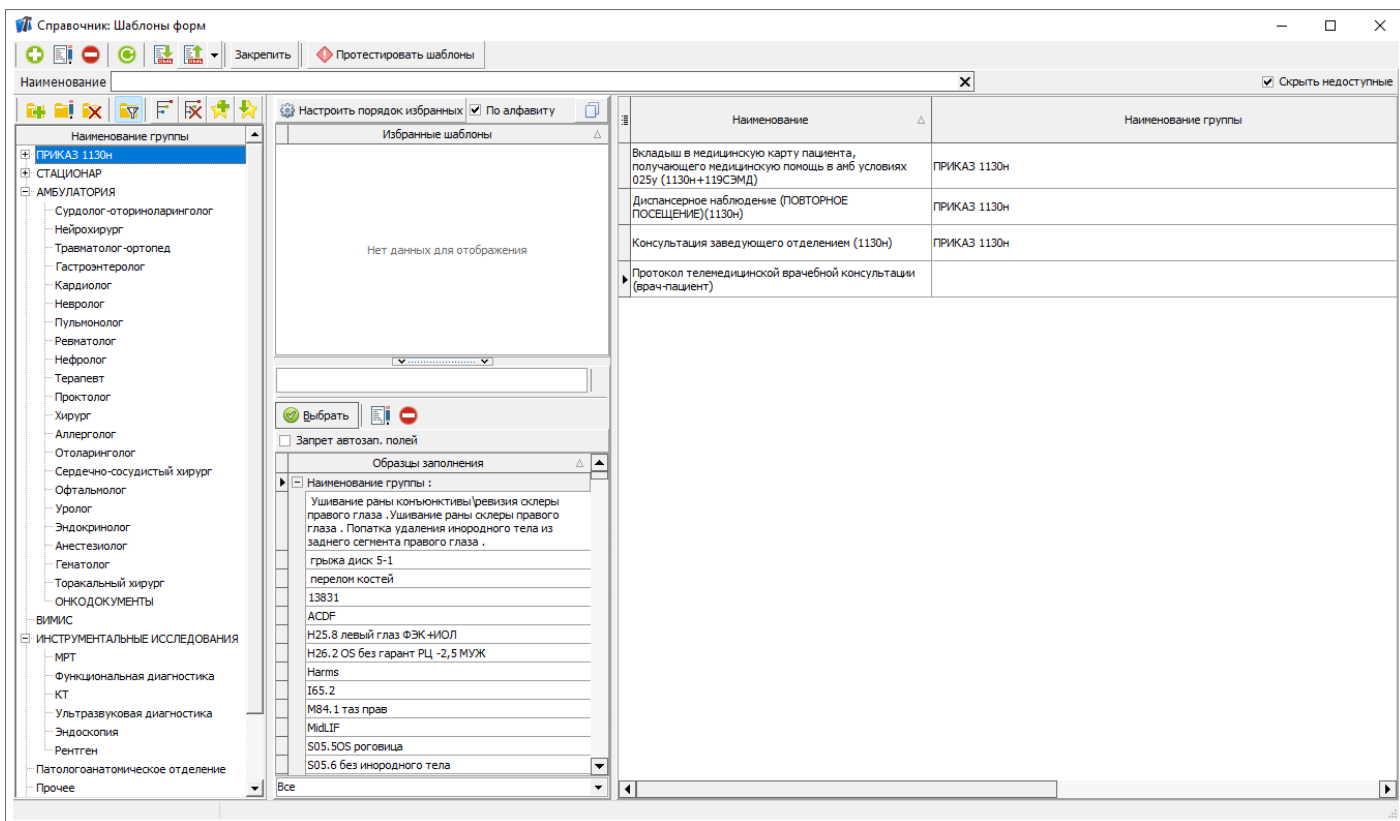 Справочник: Шаблоны форм
Закрепить
Протестировать шаблоны
Наименование
Скрыть недоступные
Наименование группы
ПРИКАЗ 1130н
СТАЦИОНАР
АМБУЛАТОРИЯ
Сурдолог-оториноларинголог
Нейрохирург
Травматолог-ортопед
Гастроэнтеролог
Кардиолог
Невролог
Пульмонолог
Ревматолог
Нефролог
Терапевт
Проктолог
Хирург
Аллерголог
Отоларинголог
Сердечно-сосудистый хирург
Офтальмолог
Уролог
Эндокринолог
Анестезиолог
Гематолог
Торакальный хирург
ОНКОДОКУМЕНТЫ
ВИМИС
ИНСТРУМЕНТАЛЬНЫЕ ИССЛЕДОВАНИЯ
МРТ
Функциональная диагностика
КТ
Ультразвуковая диагностика
Эндоскопия
Рентген
Патологоанатомическое отделение
Прочее
Настроить порядок избранных
По алфавиту
Избранные шаблоны
Нет данных для отображения
Выбрать
Запрет автозап. полей
Образцы заполнения
Наименование группы :
Ушивание раны конъюнктивы\ревизия склеры
правого глаза .Ушивание раны склеры правого
глаза . Попатка удаления инородного тела из
заднего сегмента правого глаза .
грыжа диск 5-1
перелом костей
13831
ACDF
H25.8 левый глаз ФЭК+ИОЛ
H26.2 OS без гарант РЦ -2,5 МУЖ
Harms
I65.2
M84.1 таз прав
MidLIF
S05.5OS роговица
S05.6 без инородного тела
Все
Наименование
Наименование группы
Вкладыш в медицинскую карту пациента,
получающего медицинскую помощь в амб условиях
025у (1130н+119СЭМД)
ПРИКАЗ 1130н
Диспансерное наблюдение (ПОВТОРНОЕ
ПОСЕЩЕНИЕ)(1130н)
ПРИКАЗ 1130н
Консультация заведующего отделением (1130н)
ПРИКАЗ 1130н
Протокол телемедицинской врачебной консультации
(врач-пациент)